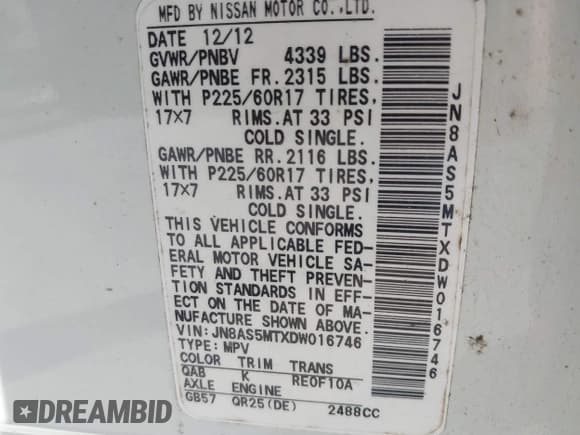 MFD BY NISSAN MOTOR CO.,LTD.
DATE 12/12
GVWR/PNBV 4339 LBS.
GAWR/PNBE FR. 2315 LBS.
WITH P225/60R17 TIRES,
17×7 RIMS. AT 33 PSI
COLD SINGLE.
GAWR/PNBE RR. 2116 LBS.
WITH P225/60R17 TIRES,
17×7 RIMS. AT 33 PSI
COLD SINGLE.
THIS VEHICLE CONFORMS
TO ALL APPLICABLE FED-
ERAL MOTOR VEHICLE SA-
FETY AND THEFT PREVEN-
TION STANDARDS IN EFF-
ECT ON THE DATE OF MA-
NUFACTURE SHOWN ABOVE.
VIN: JN8AS5MTXDW016746
TYPE: MPV
COLOR TRIM TRANS
QAB K RE0F10A
AXLE ENGINE
GB57 QR25(DE) 2488CC
JN8AS5MTXDW016746
DREAMBID